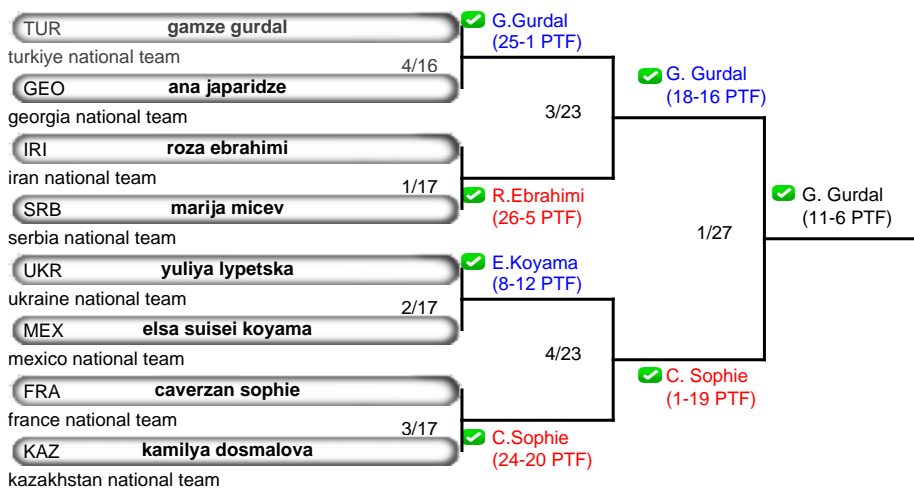 TUR gamze gurdal
turkiye national team
4/16
GEO ana japaridze
georgia national team
IRI roza ebrahimi
iran national team
1/17
SRB marija micev
serbia national team
UKR yuliya lypetska
ukraine national team
2/17
MEX elsa suisei koyama
mexico national team
FRA caverzan sophie
france national team
3/17
KAZ kamilya dosmalova
kazakhstan national team
G.Gurdal
(25-1 PTF)
3/23
R.Ebrahimi
(26-5 PTF)
E.Koyama
(8-12 PTF)
4/23
C.Sophie
(24-20 PTF)
G. Gurdal
(18-16 PTF)
1/27
C. Sophie
(1-19 PTF)
G. Gurdal
(11-6 PTF)